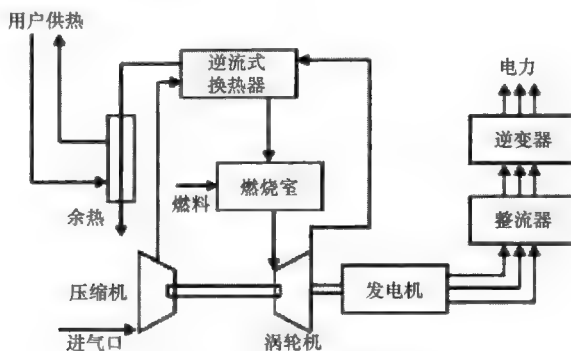 用户供热
逆流式
换热器
电力
逆变器
燃烧室
燃料
余热
整流器
压缩机
发电机
进气口
涡轮机